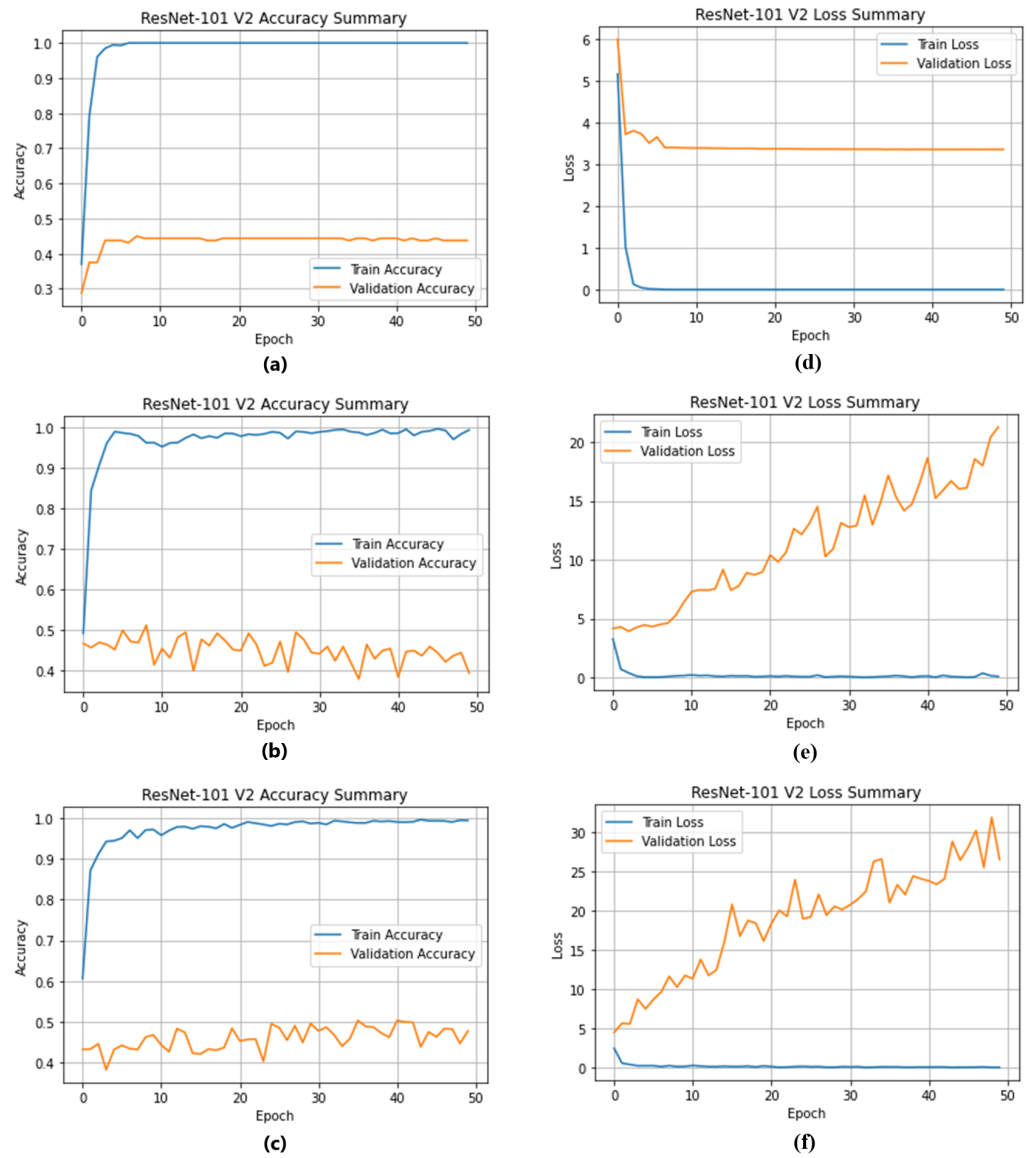 ResNet-101 V2 Accuracy Summary
1.0
0.9
0.8
0.7
0.6
0.5
0.4
0.3
Accuracy
Train Accuracy
Validation Accuracy
0 10 20 30 40 50
Epoch
(a)
ResNet-101 V2 Loss Summary
6
5
4
3
2
1
0
Loss
Train Loss
Validation Loss
0 10 20 30 40 50
Epoch
(d)
ResNet-101 V2 Accuracy Summary
1.0
0.9
0.8
0.7
0.6
0.5
0.4
Accuracy
Train Accuracy
Validation Accuracy
0 10 20 30 40 50
Epoch
(b)
ResNet-101 V2 Loss Summary
20
15
10
5
0
Loss
Train Loss
Validation Loss
0 10 20 30 40 50
Epoch
(e)
ResNet-101 V2 Accuracy Summary
1.0
0.9
0.8
0.7
0.6
0.5
0.4
Accuracy
Train Accuracy
Validation Accuracy
0 10 20 30 40 50
Epoch
(c)
ResNet-101 V2 Loss Summary
30
25
20
15
10
5
0
Loss
Train Loss
Validation Loss
0 10 20 30 40 50
Epoch
(f)